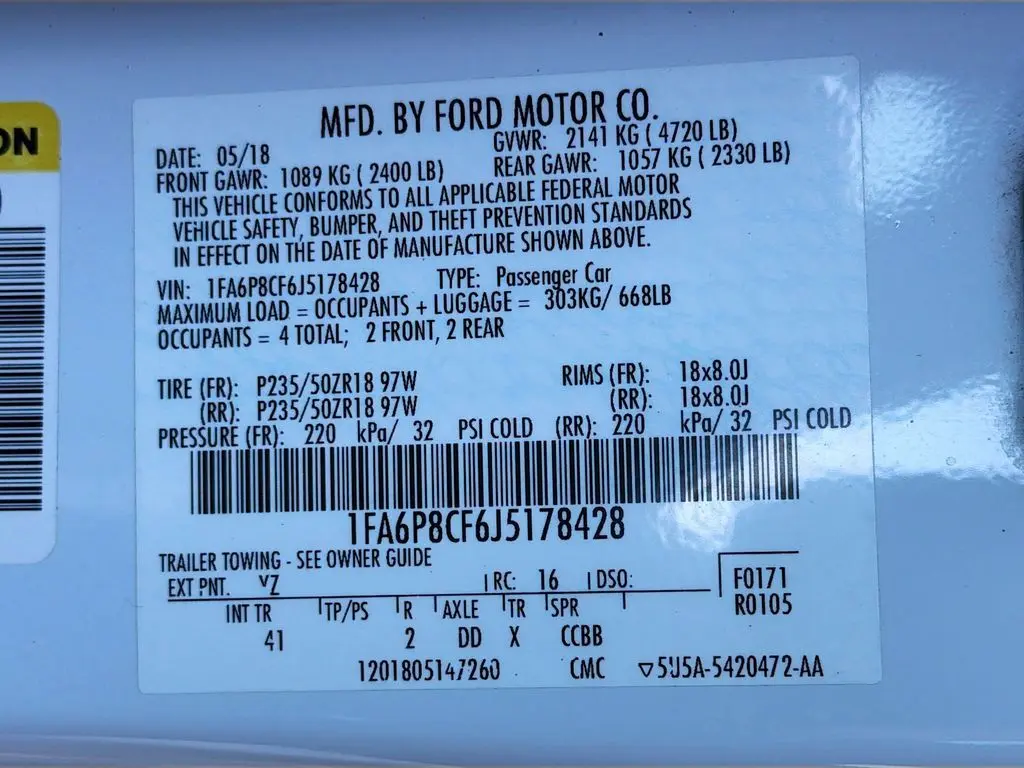 ON
MFD. BY FORD MOTOR CO.
DATE: 05/18 GVWR: 2141 KG ( 4720 LB)
FRONT GAWR: 1089 KG ( 2400 LB) REAR GAWR: 1057 KG ( 2330 LB)
THIS VEHICLE CONFORMS TO ALL APPLICABLE FEDERAL MOTOR
VEHICLE SAFETY, BUMPER, AND THEFT PREVENTION STANDARDS
IN EFFECT ON THE DATE OF MANUFACTURE SHOWN ABOVE.
VIN: 1FA6P8CF6J5178428 TYPE: Passenger Car
MAXIMUM LOAD = OCCUPANTS + LUGGAGE = 303KG/ 668LB
OCCUPANTS = 4 TOTAL; 2 FRONT, 2 REAR
TIRE (FR): P235/50ZR18 97W RIMS (FR): 18x8.0J
(RR): P235/50ZR18 97W (RR): 18x8.0J
PRESSURE (FR): 220 kPa/ 32 PSI COLD (RR): 220 kPa/ 32 PSI COLD
1FA6P8CF6J5178428
TRAILER TOWING - SEE OWNER GUIDE
EXT PNT. YZ RC: 16 DSO: F0171
INT TR TP/PS R AXLE TR SPR R0105
41 2 DD X CCBB
1201805147260 CMC ▽5U5A-5420472-AA